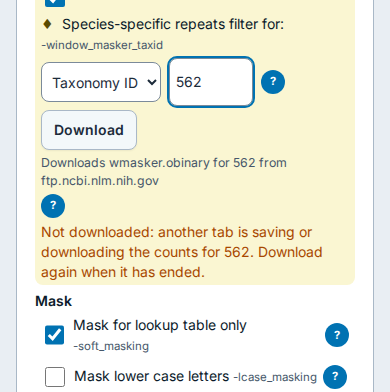 ♦ Species-specific repeats filter for:
-window_masker_taxid
Taxonomy ID 562 ?
Download
Downloads wmasker.obinary for 562 from
ftp.ncbi.nlm.nih.gov
?
Not downloaded: another tab is saving or
downloading the counts for 562. Download
again when it has ended.
Mask
Mask for lookup table only ?
-soft_masking
Mask lower case letters -lcase_masking ?